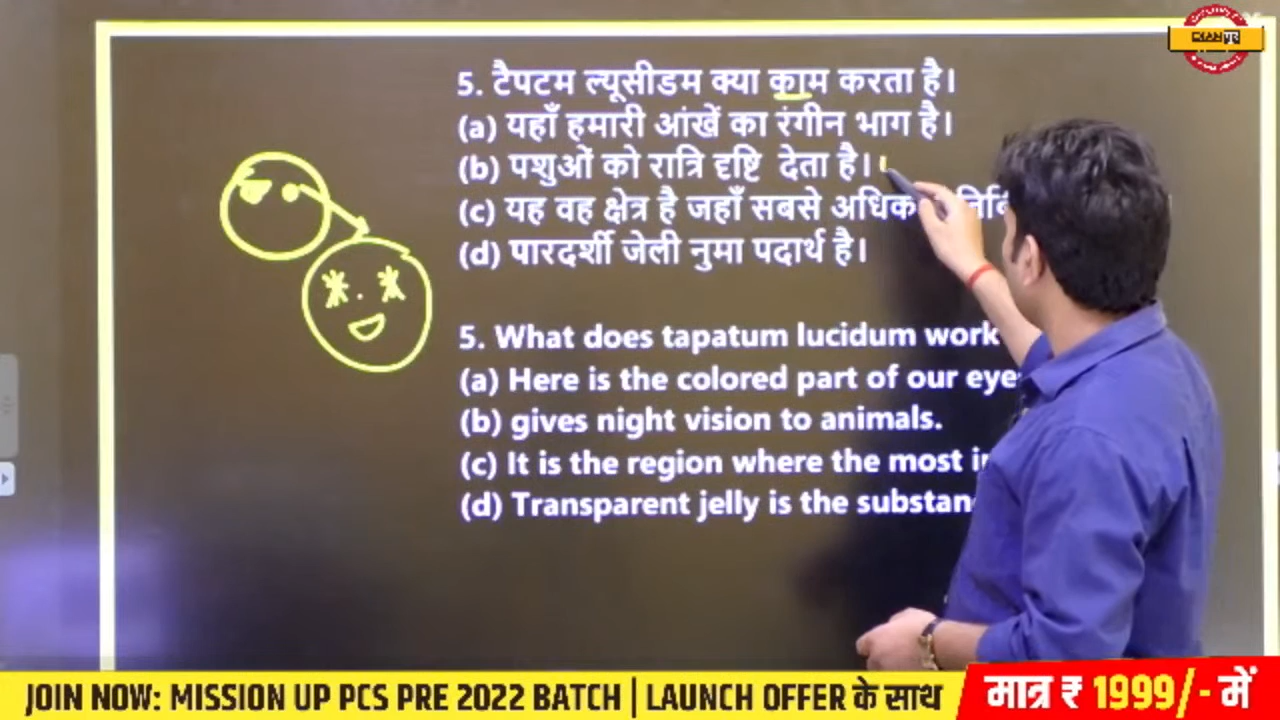 5. टैपटम ल्यूसीडम क्या काम करता है।
(a) यहाँ हमारी आंखें का रंगीन भाग है।
(b) पशुओं को रात्रि दृष्टि देता है।
(c) यह वह क्षेत्र है जहाँ सबसे अधिक
(d) पारदर्शी जेली नुमा पदार्थ है।
5. What does tapatum lucidum work
(a) Here is the colored part of our eye
(b) gives night vision to animals.
(c) It is the region where the most
(d) Transparent jelly is the
JOIN NOW: MISSION UP PCS PRE 2022 BATCH | LAUNCH OFFER के साथ
मात्र ₹ 1999/- में